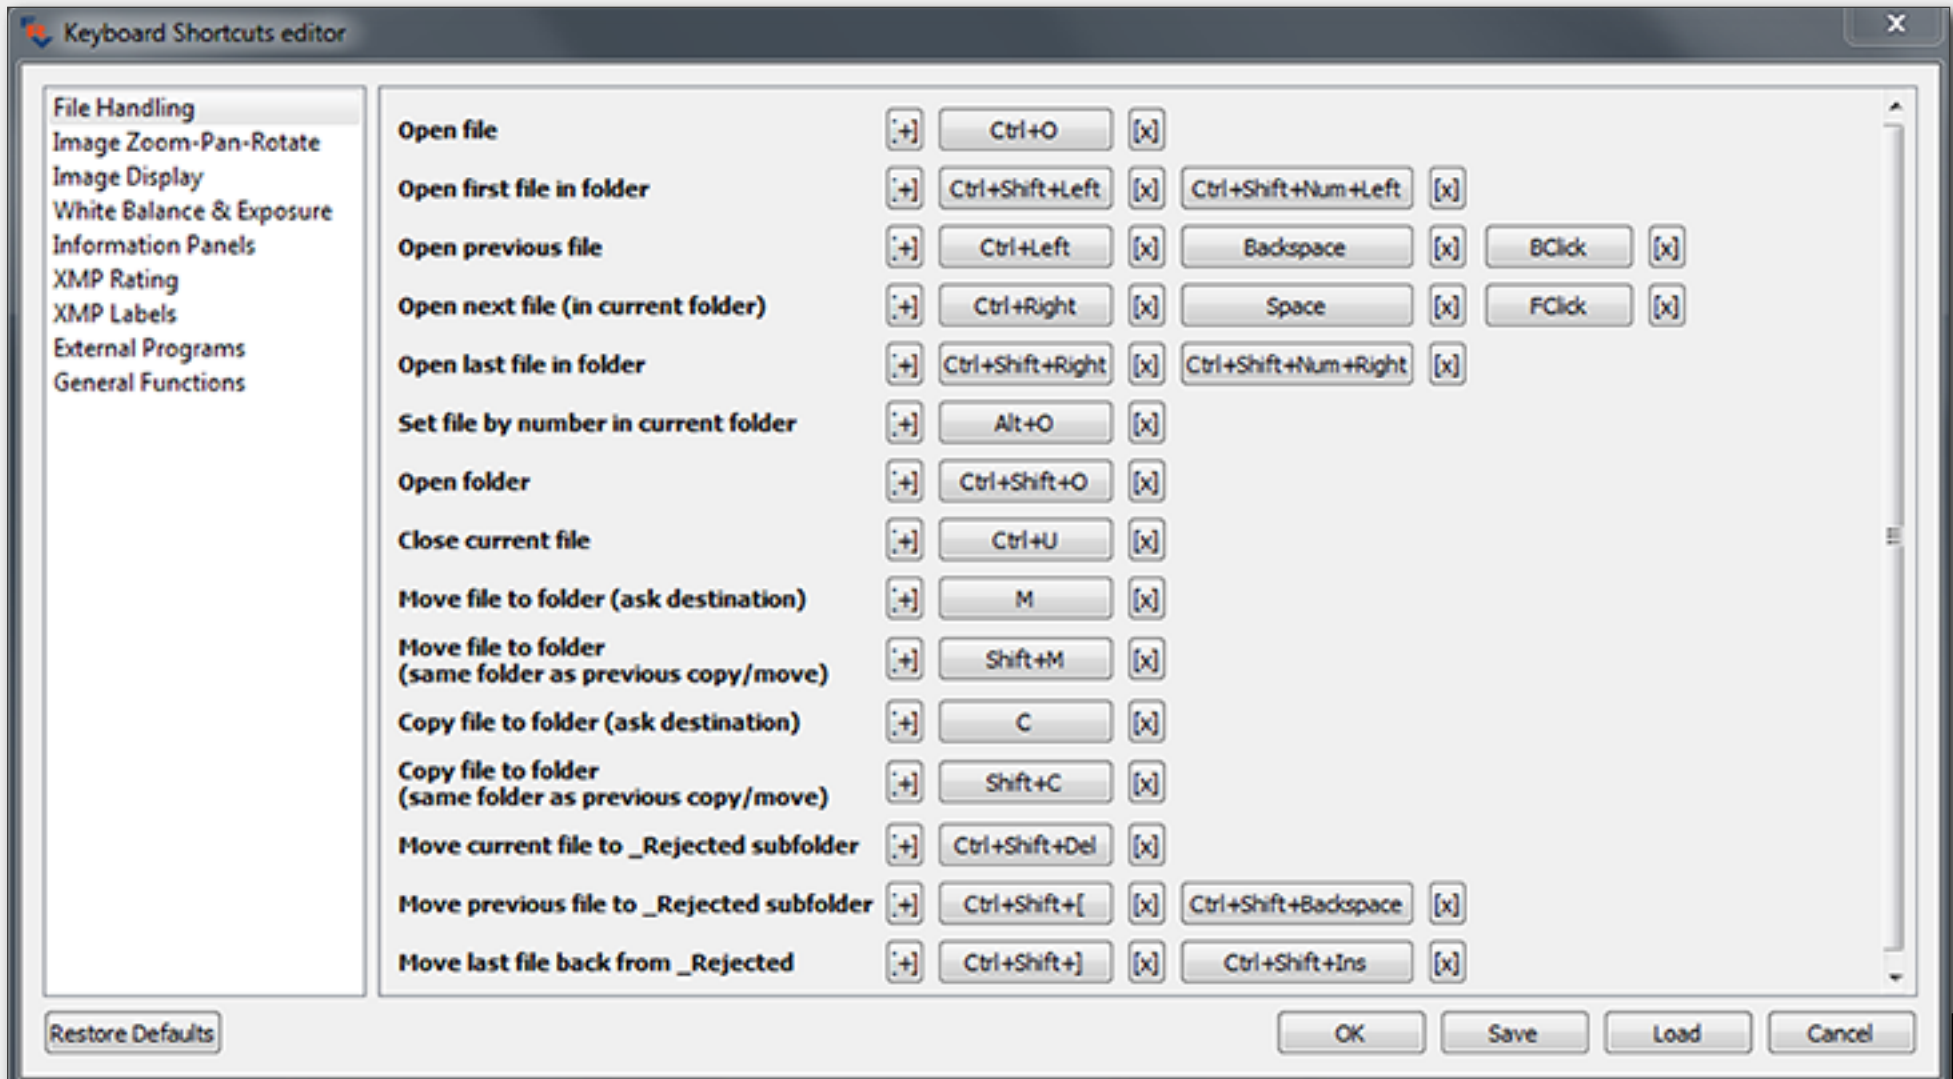 Keyboard Shortcuts editor
x
File Handling
Image Zoom-Pan-Rotate
Image Display
White Balance & Exposure
Information Panels
XMP Rating
XMP Labels
External Programs
General Functions
Open file [+] Ctrl+O [x]
Open first file in folder [+] Ctrl+Shift+Left [x] Ctrl+Shift+Num+Left [x]
Open previous file [+] Ctrl+Left [x] Backspace [x] BClick [x]
Open next file (in current folder) [+] Ctrl+Right [x] Space [x] FClick [x]
Open last file in folder [+] Ctrl+Shift+Right [x] Ctrl+Shift+Num+Right [x]
Set file by number in current folder [+] Alt+O [x]
Open folder [+] Ctrl+Shift+O [x]
Close current file [+] Ctrl+U [x]
Move file to folder (ask destination) [+] M [x]
Move file to folder
(same folder as previous copy/move) [+] Shift+M [x]
Copy file to folder (ask destination) [+] C [x]
Copy file to folder
(same folder as previous copy/move) [+] Shift+C [x]
Move current file to _Rejected subfolder [+] Ctrl+Shift+Del [x]
Move previous file to _Rejected subfolder [+] Ctrl+Shift+[ [x] Ctrl+Shift+Backspace [x]
Move last file back from _Rejected [+] Ctrl+Shift+] [x] Ctrl+Shift+Ins [x]
Restore Defaults OK Save Load Cancel